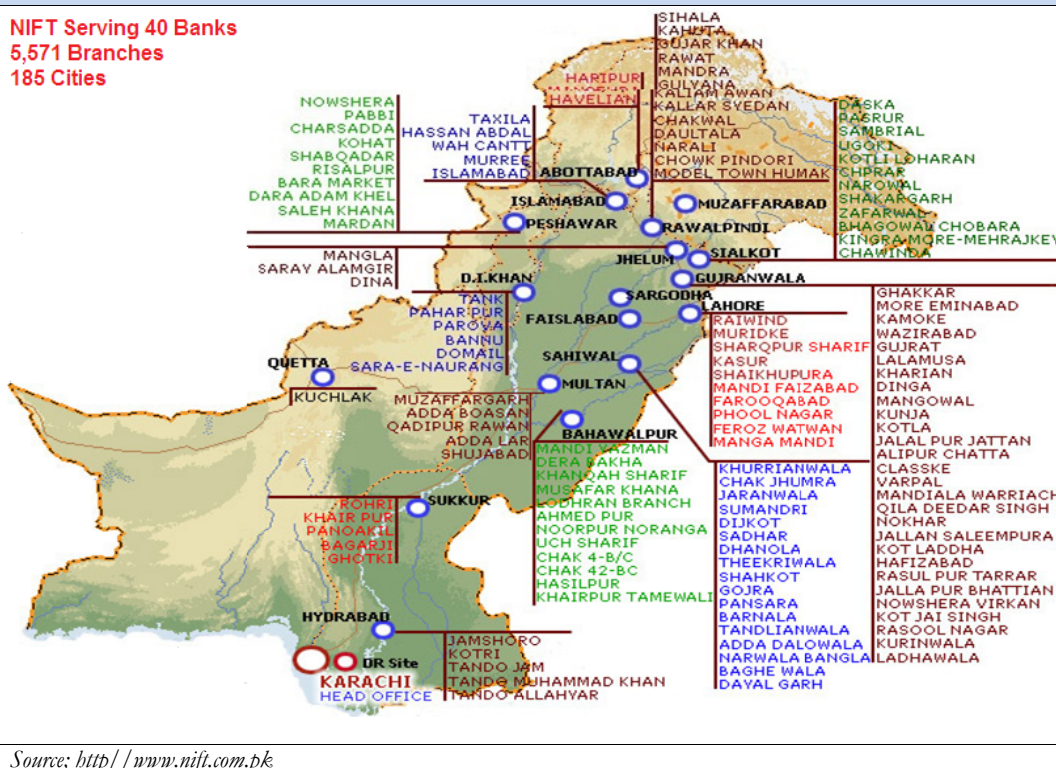 NIFT Serving 40 Banks
5,571 Branches
185 Cities
SIHALA
KAHUTA
GUJAR KHAN
RAWAT
MANDRA
GULYANA
KALIAM AWAN
KALLAR SYEDAN
CHAKWAL
DAULTALA
NARALI
CHOWK PINDORI
MODEL TOWN HUMAK
HARIPUR
HAVELIAN
NOWSHERA
PABBI
CHARSADDA
KOHAT
SHABQADAR
RISALPUR
BARA MARKET
DARA ADAM KHEL
SALEH KHANA
MARDAN
TAXILA
HASSAN ABDAL
WAH CANTT
MURREE
ISLAMABAD
DASKA
PASRUR
SAMBRIAL
UGOKI
KOTLI LOHARAN
CHPRAR
NAROWAL
SHAKARGARH
ZAFARWAL
BHAGOWAL CHOBARA
KINGRA MORE-MEHRAJKEY
CHAWINDA
ABOTTABAD
ISLAMABAD
MUZAFFARABAD
PESHAWAR
RAWALPINDI
JHELUM
SIALKOT
MANGLA
SARAY ALAMGIR
DINA
D.I.KHAN
GUJRANWALA
SARGODHA
LAHORE
FAISLABAD
TANK
PAHAR PUR
PAROVA
BANNU
DOMAIL
SARA-E-NAURANG
RAIWIND
MURIDKE
SHARQPUR SHARIF
KASUR
SHAIKHUPURA
MANDI FAIZABAD
FAROOQABAD
PHOOL NAGAR
FEROZ WATWAN
MANGA MANDI
GHAKKAR
MORE EMINABAD
KAMOKE
WAZIRABAD
GUJRAT
LALAMUSA
KHARIAN
DINGA
MANGOWAL
KUNJA
KOTLA
JALAL PUR JATTAN
ALIPUR CHATTA
CLASSKE
VARPAL
MANDIALA WARRIACH
QILA DEEDAR SINGH
NOKHAR
JALLAN SALEEMPURA
KOT LADDHA
HAFIZABAD
RASUL PUR TARRAR
JALLA PUR BHATTIAN
NOWSHERA VIRKAN
KOT JAI SINGH
RASOOL NAGAR
KURINWALA
LADHAWALA
SAHIWAL
QUETTA
KUCHLAK
MULTAN
MUZAFFARGARH
ADDA BOASAN
QADIPUR RAWAN
ADDA LAR
SHUJABAD
BAHAWALPUR
MANDI YAZMAN
DERA BAKHA
KHANQAH SHARIF
MUSAFAR KHANA
LODHRAN BRANCH
AHMED PUR
NOORPUR NORANGA
UCH SHARIF
CHAK 4-B/C
CHAK 42-BC
HASILPUR
KHAIRPUR TAMEWALI
KHURRIANWALA
CHAK JHUMRA
JARANWALA
SUMANDRI
DIJKOT
SADHAR
DHANOLA
THEEKRIWALA
SHAHKOT
GOJRA
PANSARA
BARNALA
TANDLIANWALA
ADDA DALOWALA
NARWALA BANGLA
BAGHE WALA
DAYAL GARH
SUKKUR
ROHRI
KHAIR PUR
PANOAKIL
BAGARJI
GHOTKI
HYDRABAD
JAMSHORO
KOTRI
TANDO JAM
TANDO MUHAMMAD KHAN
TANDO ALLAHYAR
DR Site
KARACHI
HEAD OFFICE
Source; http//www.nift.com.pk